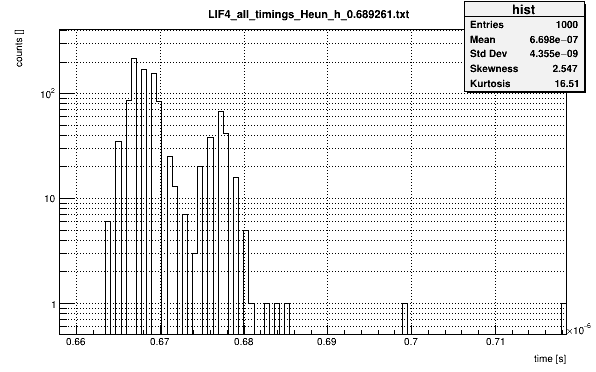 LIF4_all_timings_Heun_h_0.689261.txt
hist
Entries 1000
Mean 6.698e−07
Std Dev 4.355e−09
Skewness 2.547
Kurtosis 16.51
counts []
10²
10
1
0.66 0.67 0.68 0.69 0.7 0.71
×10⁻⁶
time [s]